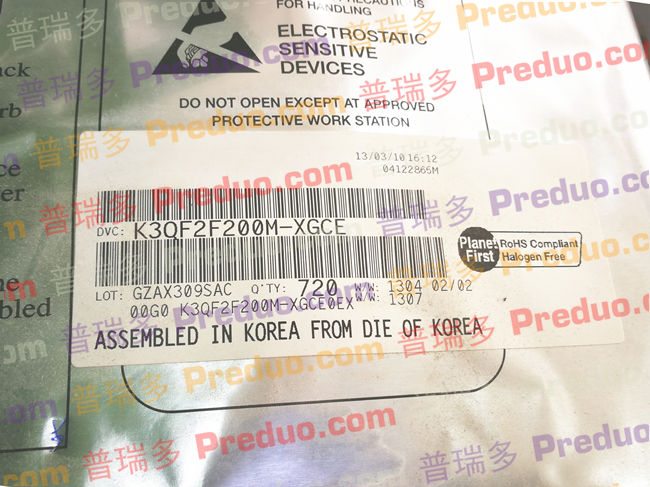 FOR HANDLING
ELECTROSTATIC
SENSITIVE
DEVICES
DO NOT OPEN EXCEPT AT APPROVED
PROTECTIVE WORK STATION
13/03/10 16:12
04122865M
DVC: K3QF2F200M-XGCE
Planet First RoHS Compliant
Halogen Free
LOT: GZAX309SAC Q'TY: 720 W/W: 1304 02/02
00G0 K3QF2F200M-XGCE0EX W/W: 1307
ASSEMBLED IN KOREA FROM DIE OF KOREA
普瑞多 Preduo.com